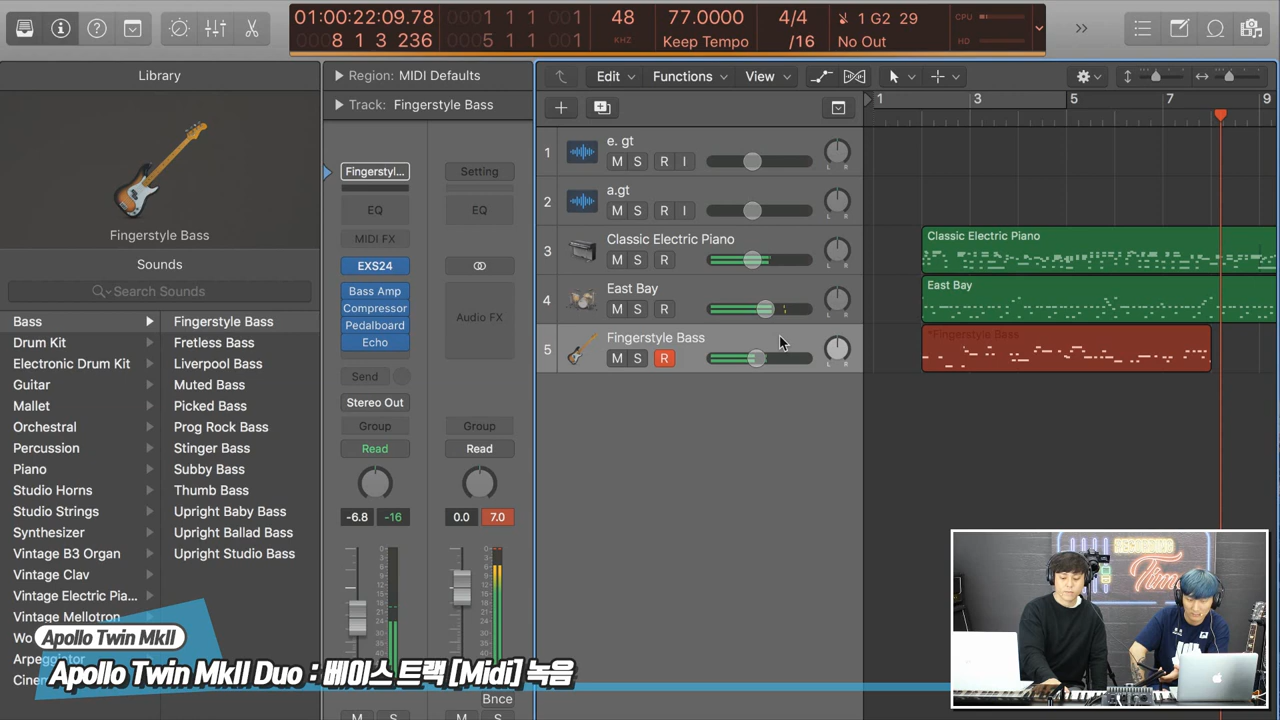 01:00:22:09.78
8 1 3 236
0001 1 1 001
0005 1 1 001
48
KHZ
77.0000
Keep Tempo
4/4
/16
1 G2 29
No Out
CPU
HD
Library
Fingerstyle Bass
Sounds
Search Sounds
Bass
Drum Kit
Electronic Drum Kit
Guitar
Mallet
Orchestral
Percussion
Piano
Studio Horns
Studio Strings
Synthesizer
Vintage B3 Organ
Vintage Clav
Vintage Electric Pia...
Vintage Mellotron
Wo
Arpeggiator
Cine
Fingerstyle Bass
Fretless Bass
Liverpool Bass
Muted Bass
Picked Bass
Prog Rock Bass
Stinger Bass
Subby Bass
Thumb Bass
Upright Baby Bass
Upright Ballad Bass
Upright Studio Bass
Region: MIDI Defaults
Track: Fingerstyle Bass
Fingerstyl...
EQ
MIDI FX
EXS24
Bass Amp
Compressor
Pedalboard
Echo
Send
Stereo Out
Group
Read
-6.8 -16
Setting
EQ
Audio FX
Group
Read
0.0 7.0
Bnce
M S M S
Edit Functions View
1 3 5 7 9
1 e. gt
M S R I
2 a.gt
M S R I
3 Classic Electric Piano
M S R
4 East Bay
M S R
5 Fingerstyle Bass
M S R
Classic Electric Piano
East Bay
*Fingerstyle Bass
RECORDING
Time
Apollo Twin MkII
Apollo Twin MkII Duo : 베이스 트랙 [Midi] 녹음